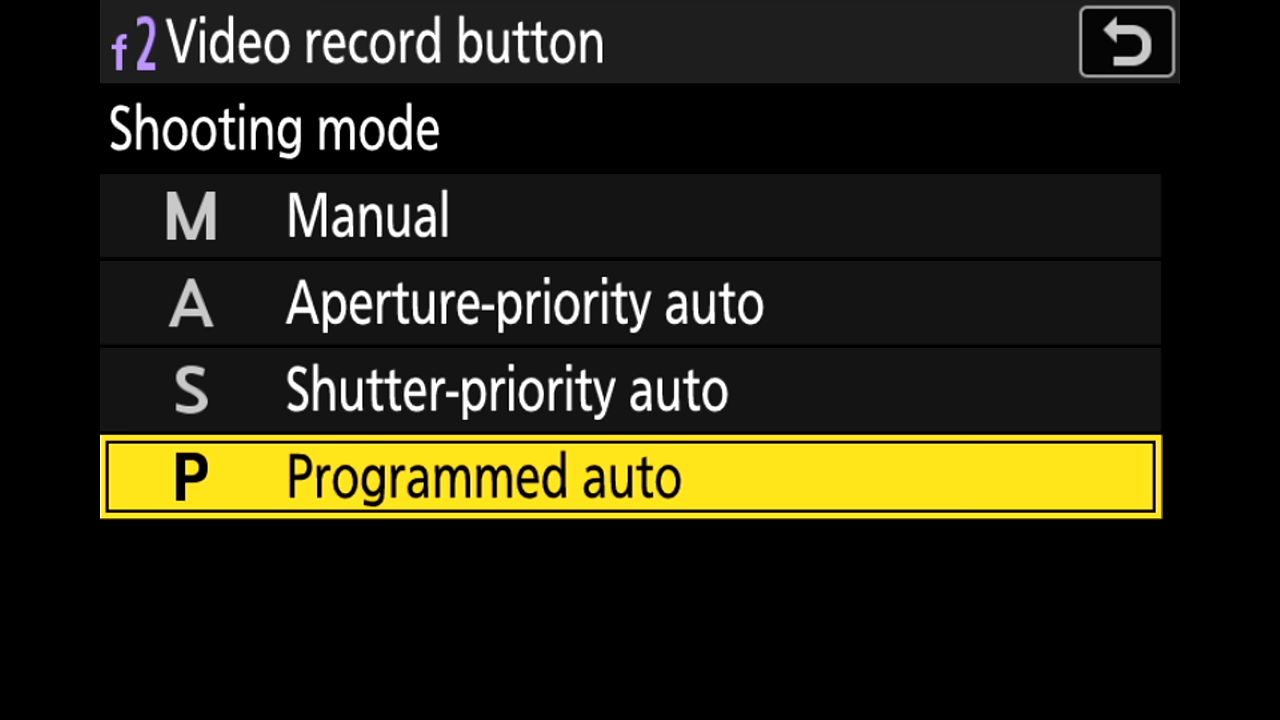 f2 Video record button
Shooting mode
M Manual
A Aperture-priority auto
S Shutter-priority auto
P Programmed auto